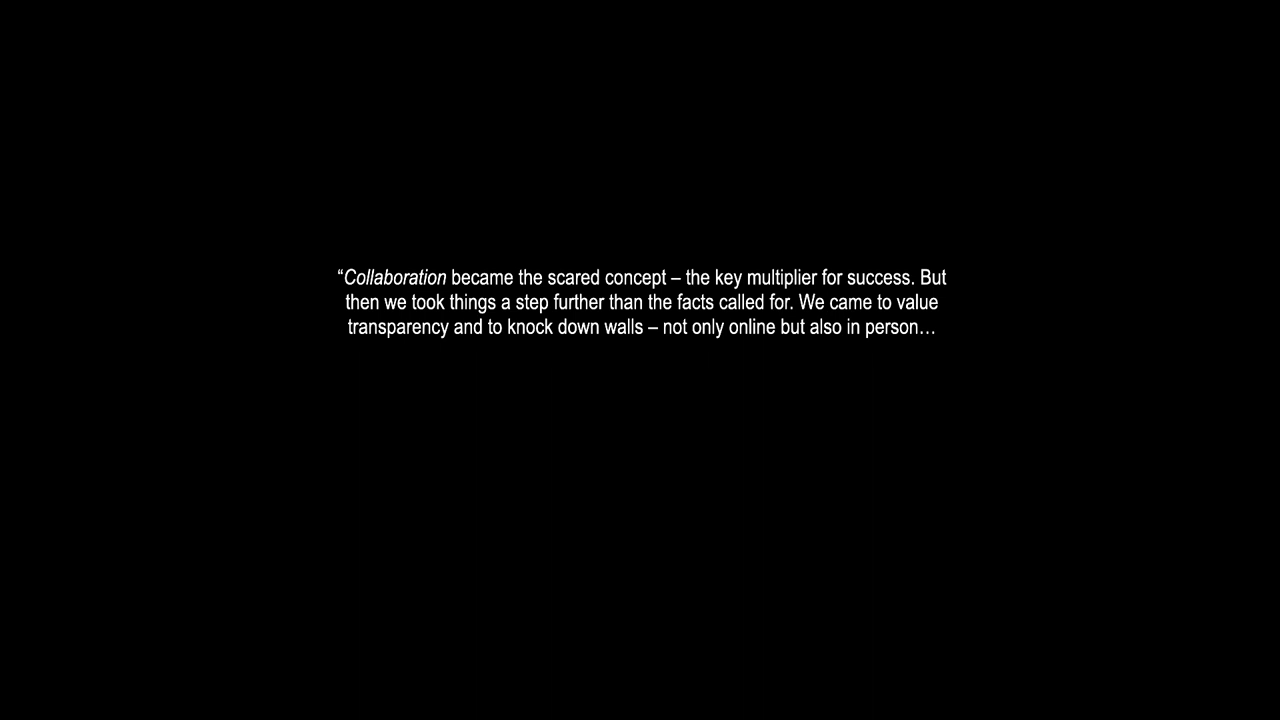 “Collaboration became the scared concept – the key multiplier for success. But
then we took things a step further than the facts called for. We came to value
transparency and to knock down walls – not only online but also in person…